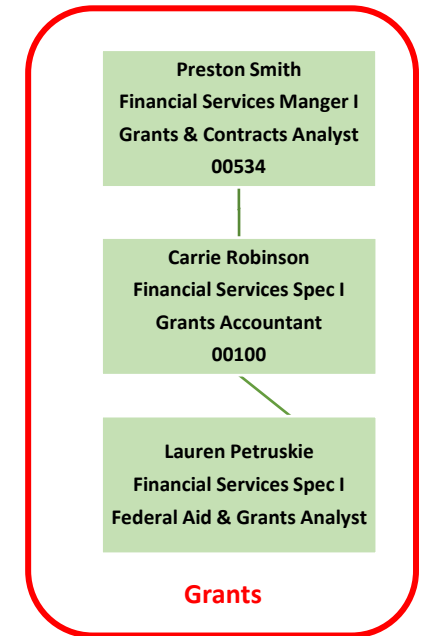 Preston Smith
Financial Services Manger I
Grants & Contracts Analyst
00534
Carrie Robinson
Financial Services Spec I
Grants Accountant
00100
Lauren Petruskie
Financial Services Spec I
Federal Aid & Grants Analyst
Grants